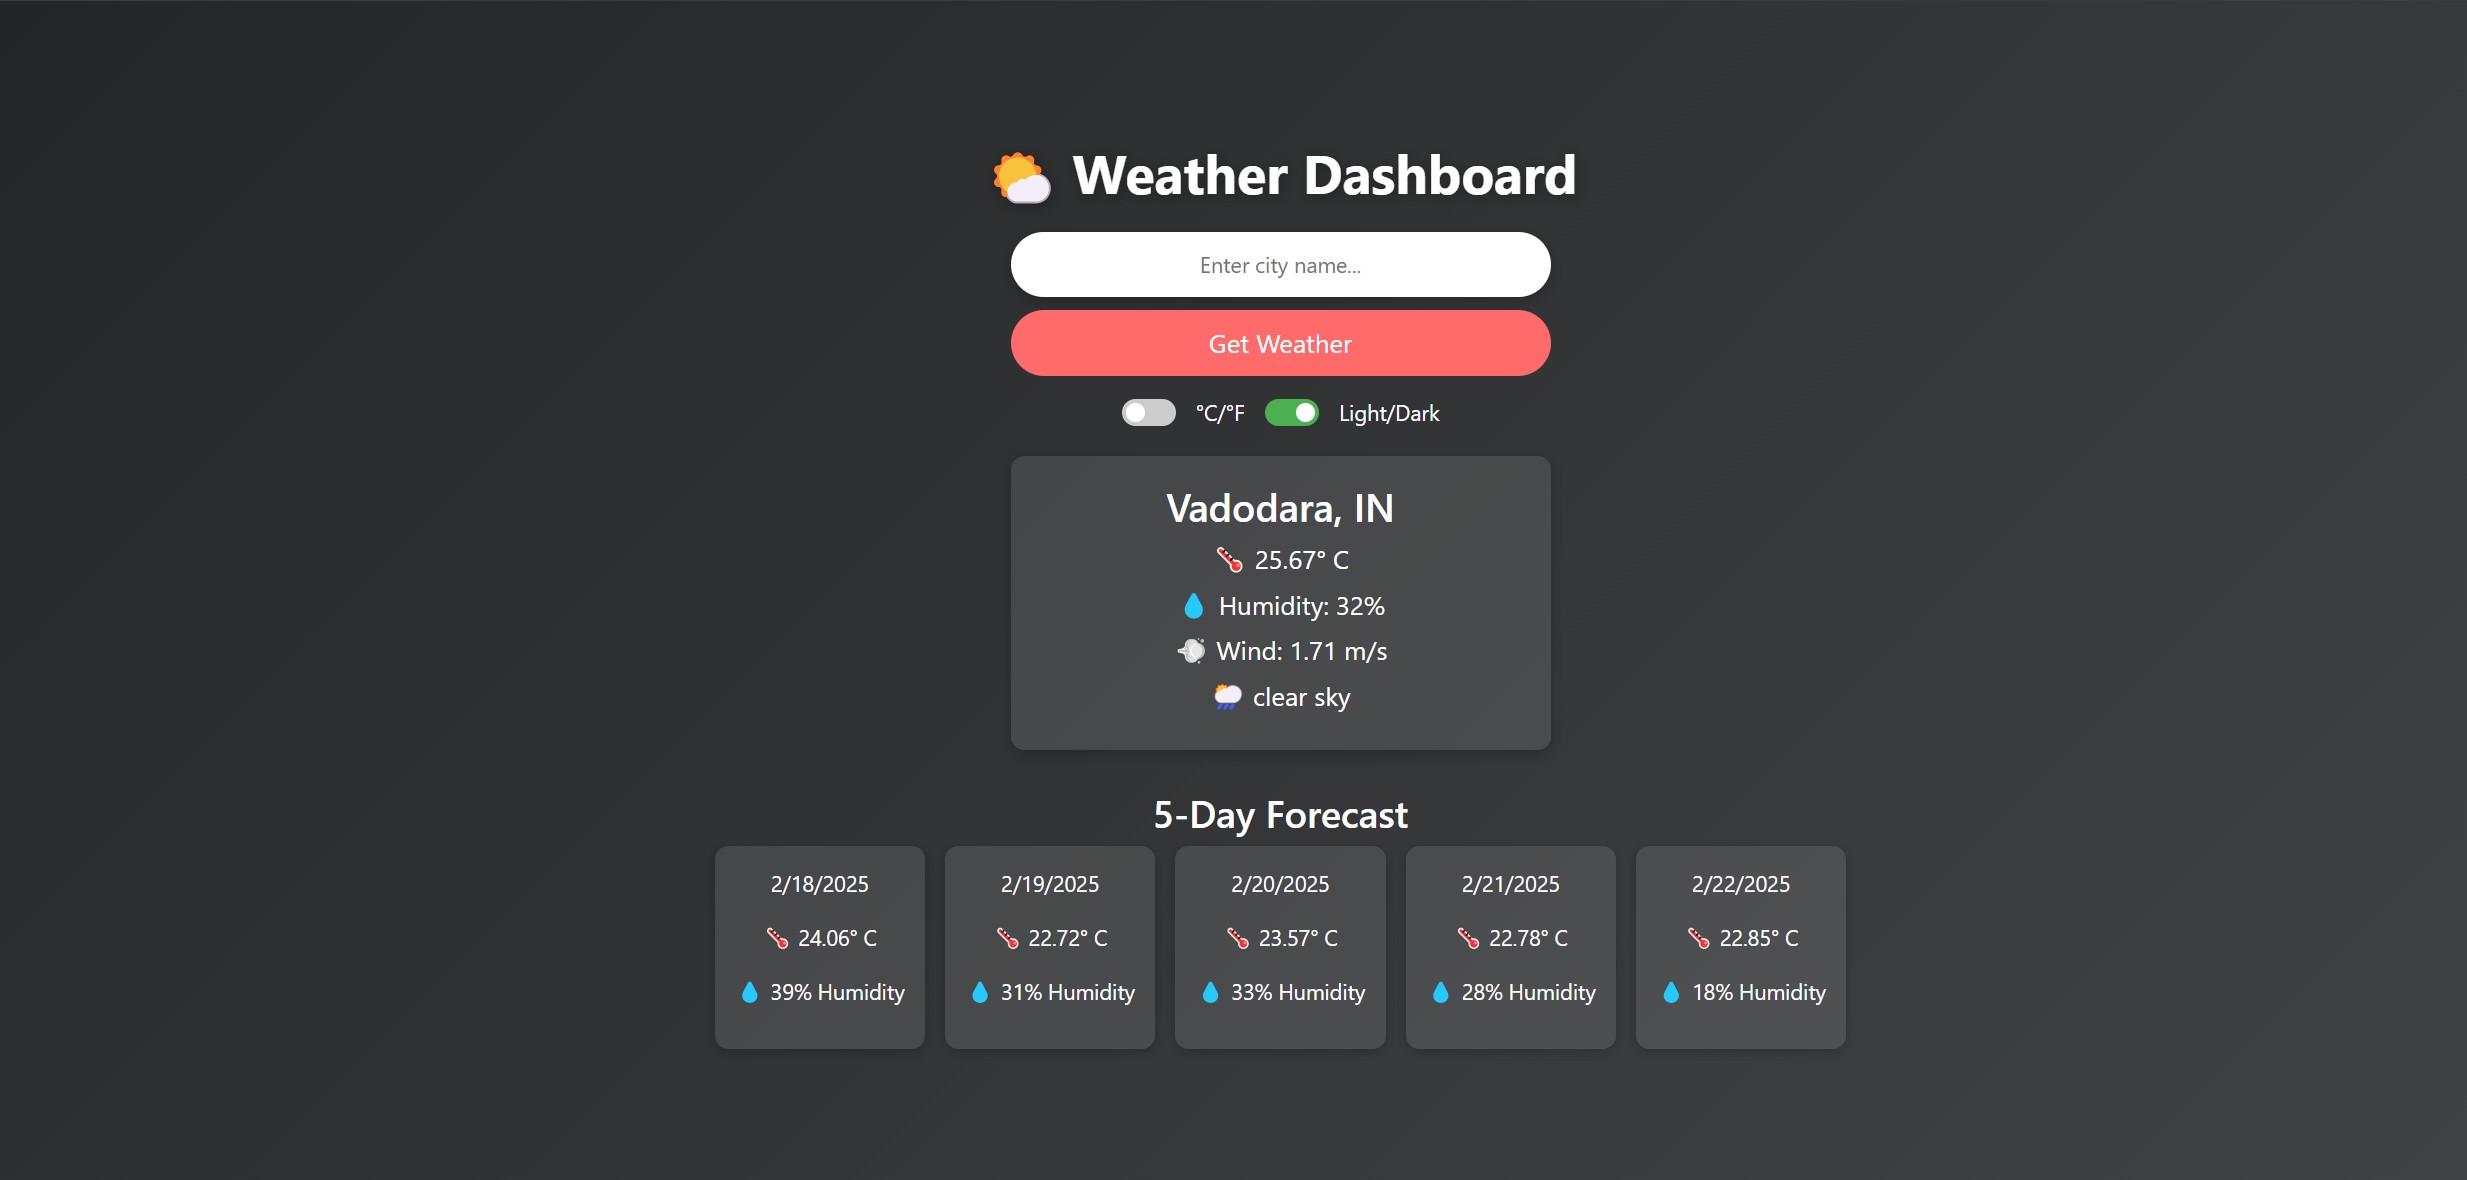 Weather Dashboard
Enter city name...
Get Weather
°C/°F Light/Dark
Vadodara, IN
25.67° C
Humidity: 32%
Wind: 1.71 m/s
clear sky
5-Day Forecast
2/18/2025
24.06° C
39% Humidity
2/19/2025
22.72° C
31% Humidity
2/20/2025
23.57° C
33% Humidity
2/21/2025
22.78° C
28% Humidity
2/22/2025
22.85° C
18% Humidity